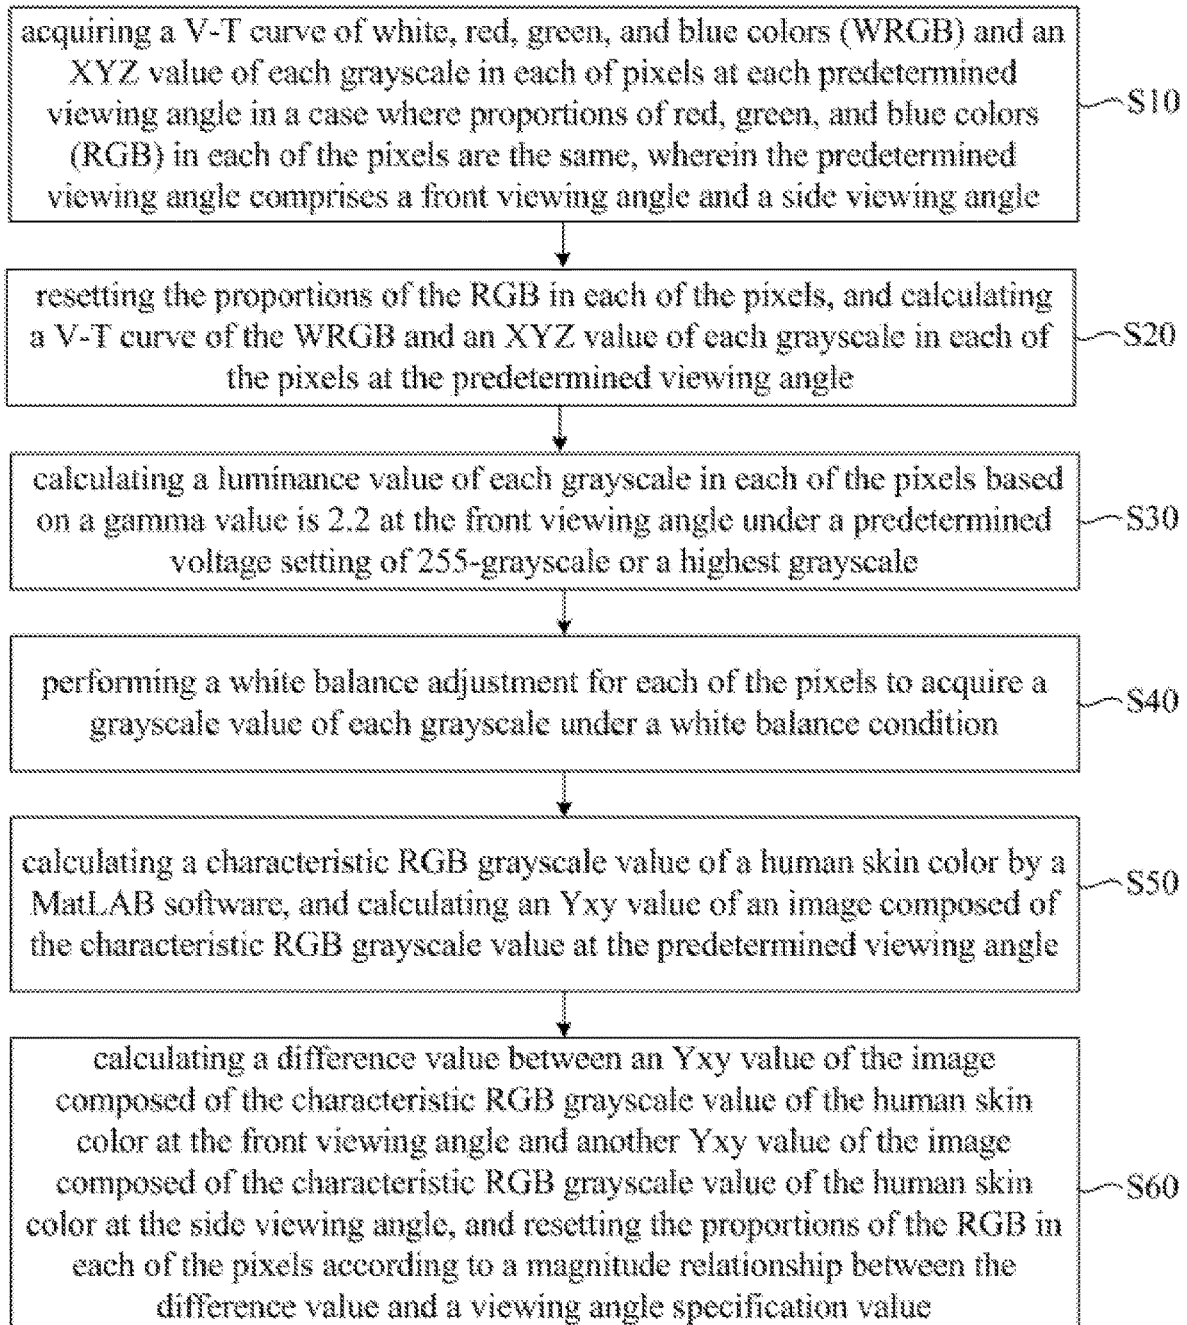 acquiring a V-T curve of white, red, green, and blue colors (WRGB) and an
XYZ value of each grayscale in each of pixels at each predetermined
viewing angle in a case where proportions of red, green, and blue colors
(RGB) in each of the pixels are the same, wherein the predetermined
viewing angle comprises a front viewing angle and a side viewing angle
S10
resetting the proportions of the RGB in each of the pixels, and calculating
a V-T curve of the WRGB and an XYZ value of each grayscale in each of
the pixels at the predetermined viewing angle
S20
calculating a luminance value of each grayscale in each of the pixels based
on a gamma value is 2.2 at the front viewing angle under a predetermined
voltage setting of 255-grayscale or a highest grayscale
S30
performing a white balance adjustment for each of the pixels to acquire a
grayscale value of each grayscale under a white balance condition
S40
calculating a characteristic RGB grayscale value of a human skin color by a
MatLAB software, and calculating an Yxy value of an image composed of
the characteristic RGB grayscale value at the predetermined viewing angle
S50
calculating a difference value between an Yxy value of the image
composed of the characteristic RGB grayscale value of the human skin
color at the front viewing angle and another Yxy value of the image
composed of the characteristic RGB grayscale value of the human skin
color at the side viewing angle, and resetting the proportions of the RGB in
each of the pixels according to a magnitude relationship between the
difference value and a viewing angle specification value
S60